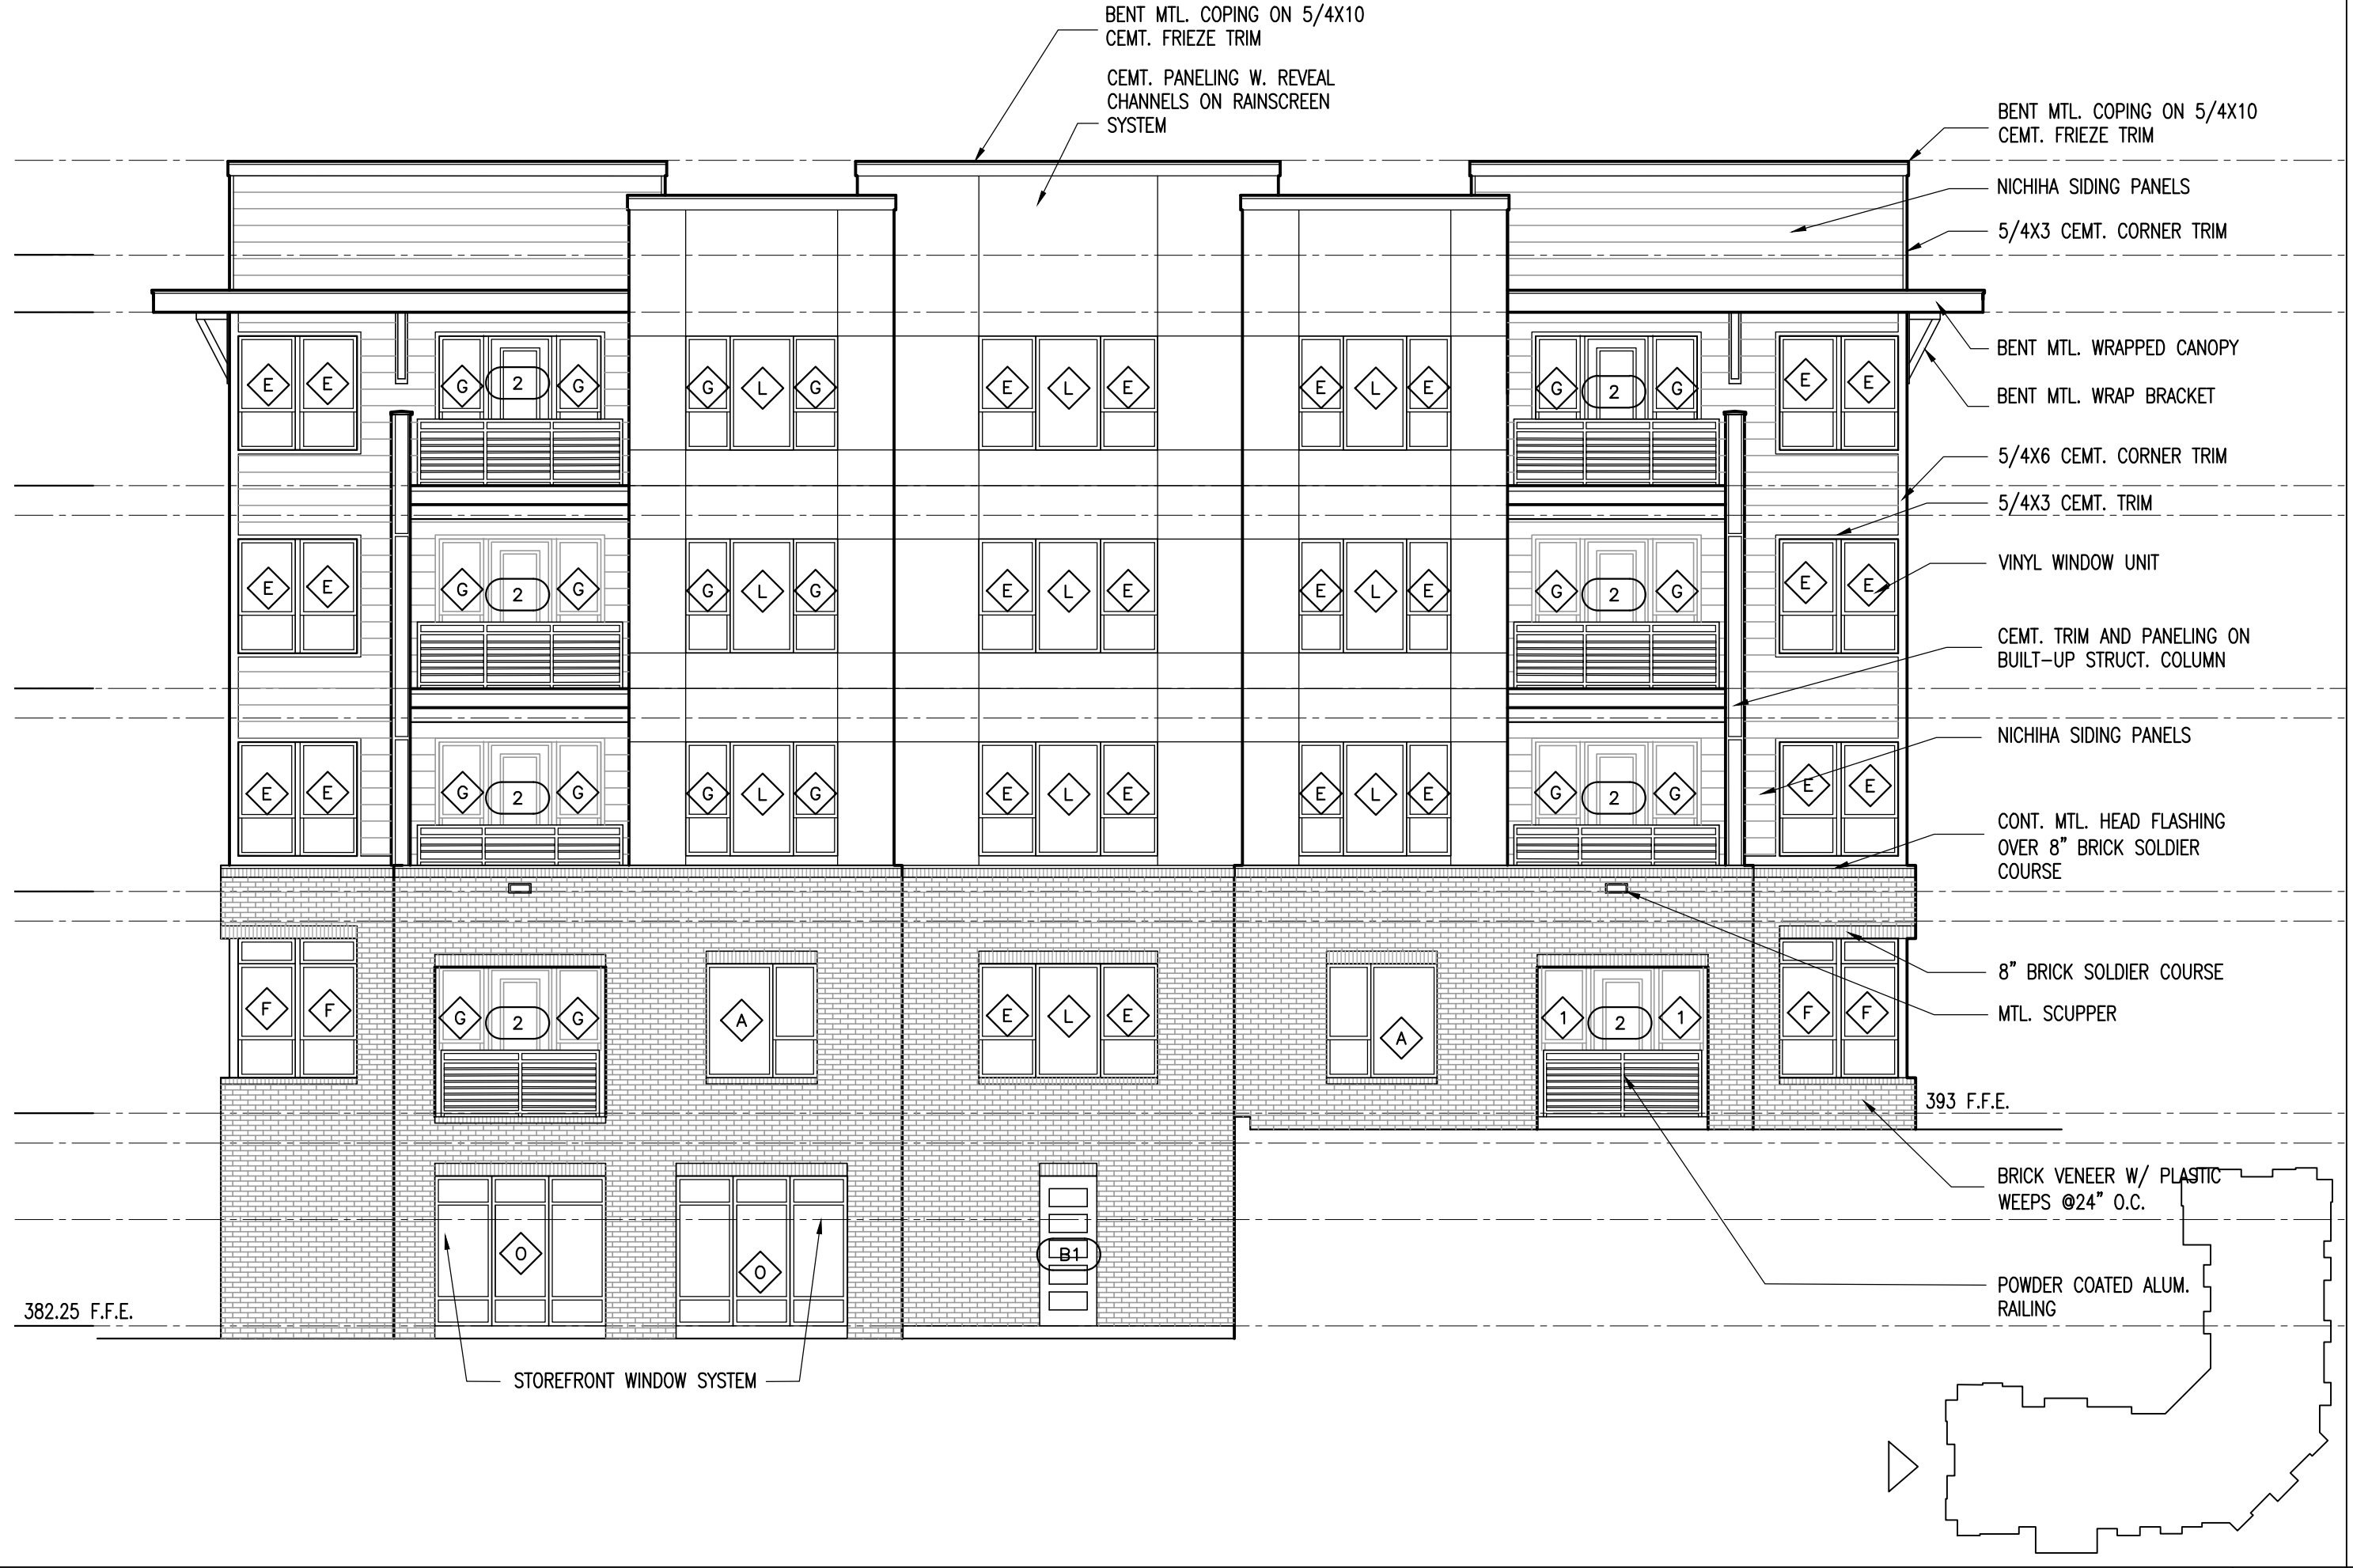 BENT MTL. COPING ON 5/4X10
CEMT. FRIEZE TRIM
CEMT. PANELING W. REVEAL
CHANNELS ON RAINSCREEN
SYSTEM
BENT MTL. COPING ON 5/4X10
CEMT. FRIEZE TRIM
NICHIHA SIDING PANELS
5/4X3 CEMT. CORNER TRIM
BENT MTL. WRAPPED CANOPY
BENT MTL. WRAP BRACKET
E E G 2 G G L G E L E E L E G 2 G E E
5/4X6 CEMT. CORNER TRIM
5/4X3 CEMT. TRIM
VINYL WINDOW UNIT
E E G 2 G G L G E L E E L E G 2 G E E
CEMT. TRIM AND PANELING ON
BUILT-UP STRUCT. COLUMN
NICHIHA SIDING PANELS
E E G 2 G G L G E L E E L E G 2 G E E
CONT. MTL. HEAD FLASHING
OVER 8" BRICK SOLDIER
COURSE
8" BRICK SOLDIER COURSE
MTL. SCUPPER
F F G 2 G A E L E A 1 2 1 F F
393 F.F.E.
BRICK VENEER W/ PLASTIC
WEEPS @24" O.C.
O O B1
POWDER COATED ALUM.
RAILING
382.25 F.F.E.
STOREFRONT WINDOW SYSTEM